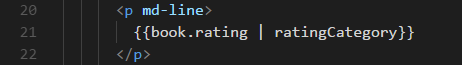 20 <p md-line>
21 {{book.rating | ratingCategory}}
22 </p>